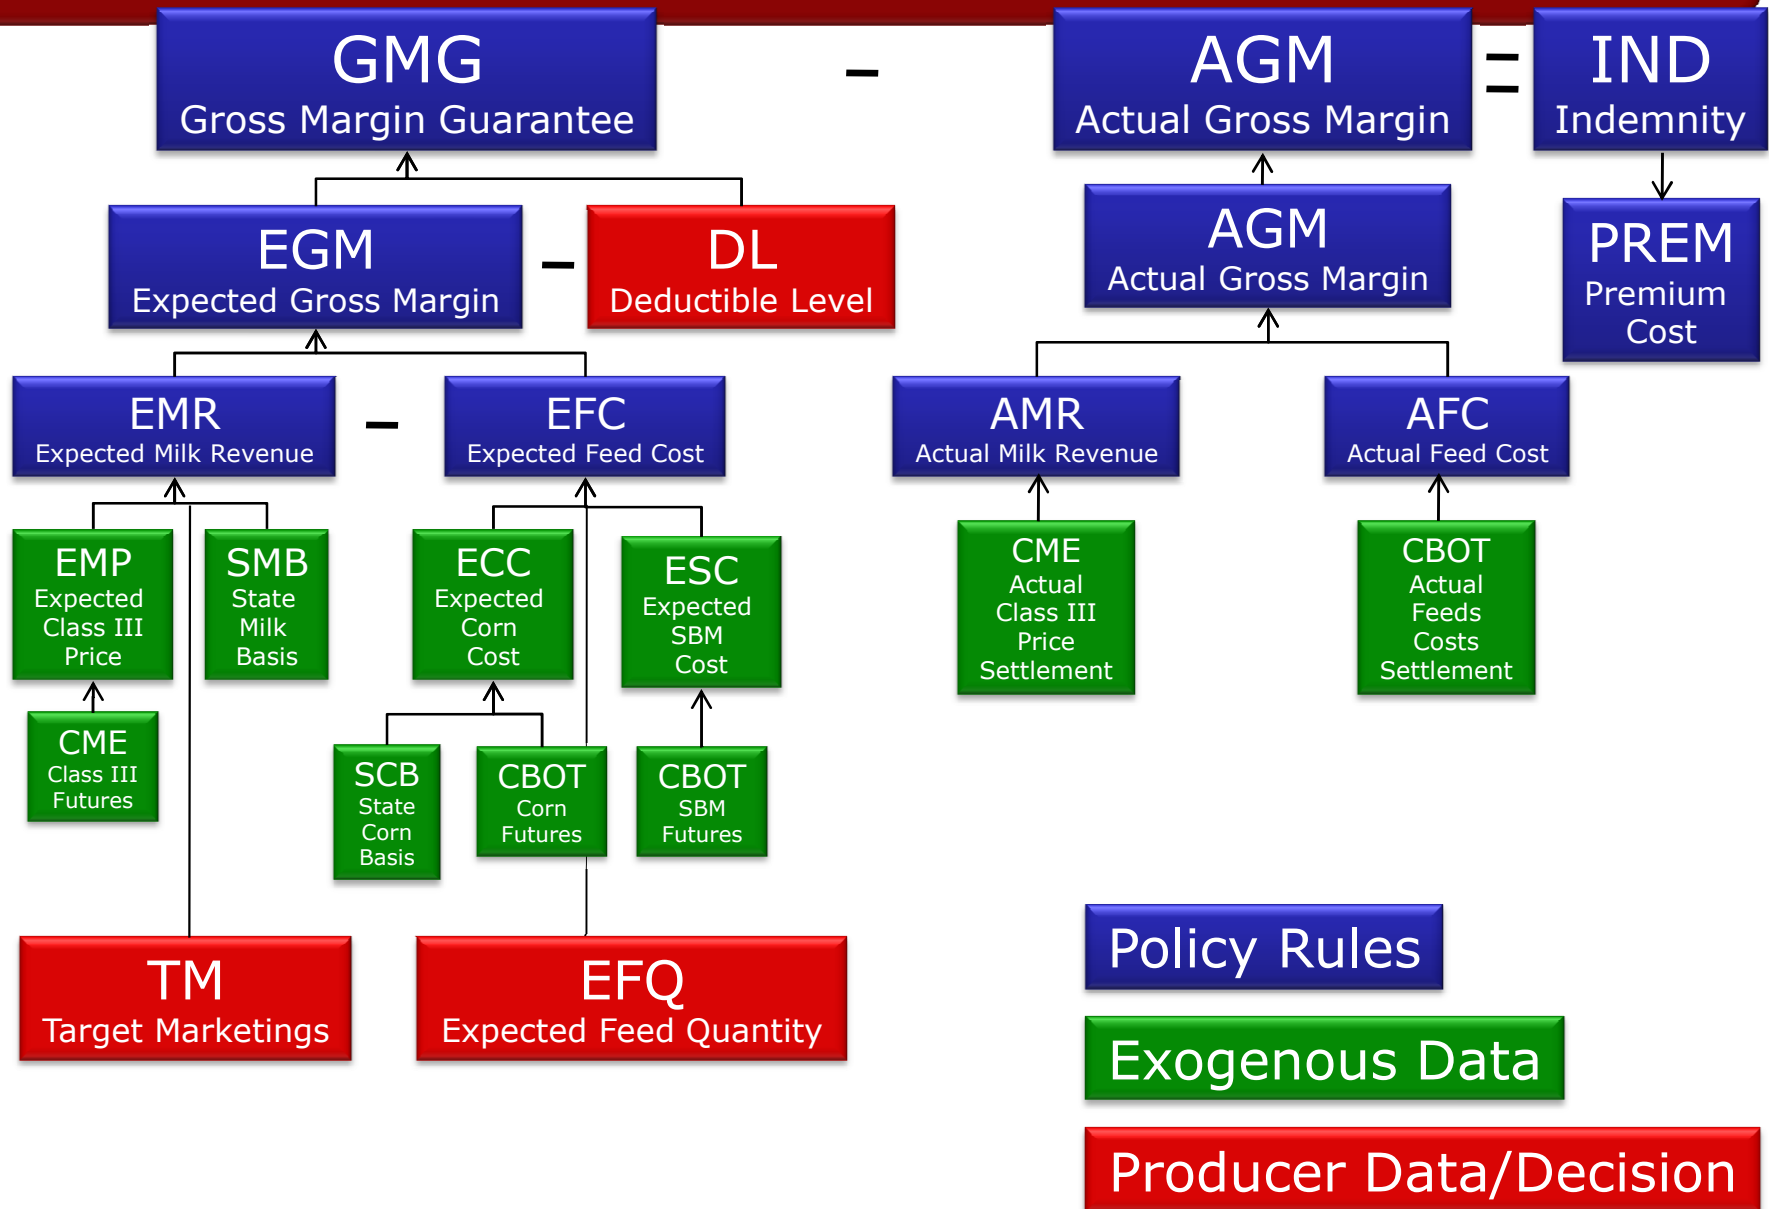 GMG
Gross Margin Guarantee
-
AGM
Actual Gross Margin
=
IND
Indemnity
EGM
Expected Gross Margin
-
DL
Deductible Level
AGM
Actual Gross Margin
PREM
Premium
Cost
EMR
Expected Milk Revenue
-
EFC
Expected Feed Cost
AMR
Actual Milk Revenue
AFC
Actual Feed Cost
EMP
Expected
Class III
Price
SMB
State
Milk
Basis
ECC
Expected
Corn
Cost
ESC
Expected
SBM
Cost
CME
Actual
Class III
Price
Settlement
CBOT
Actual
Feeds
Costs
Settlement
CME
Class III
Futures
SCB
State
Corn
Basis
CBOT
Corn
Futures
CBOT
SBM
Futures
TM
Target Marketings
EFQ
Expected Feed Quantity
Policy Rules
Exogenous Data
Producer Data/Decision